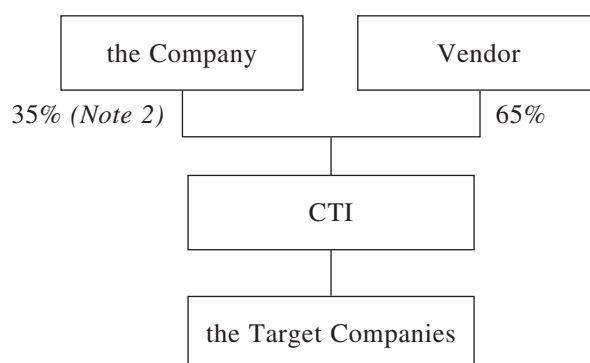 the Company
Vendor
35% (Note 2)
65%
CTI
the Target Companies